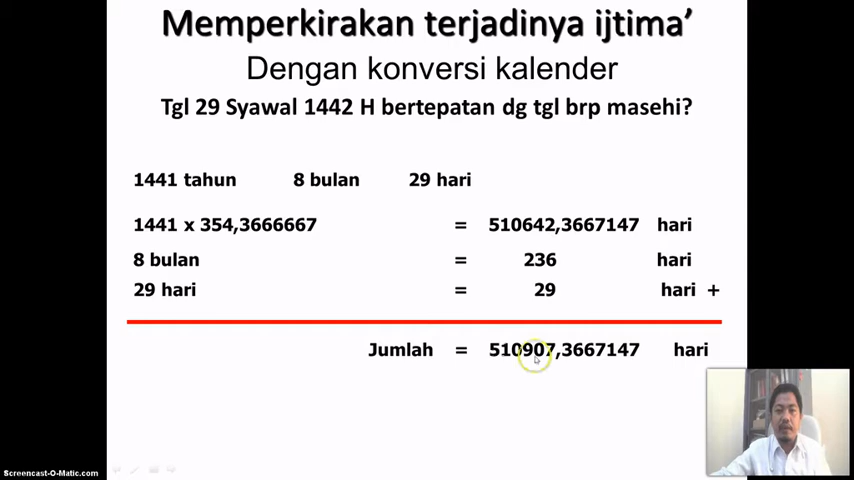 Memperkirakan terjadinya ijtima’
Dengan konversi kalender
Tgl 29 Syawal 1442 H bertepatan dg tgl brp masehi?
1441 tahun 8 bulan 29 hari
1441 x 354,3666667 = 510642,3667147 hari
8 bulan = 236 hari
29 hari = 29 hari +
Jumlah = 510907,3667147 hari
Screencast-O-Matic.com